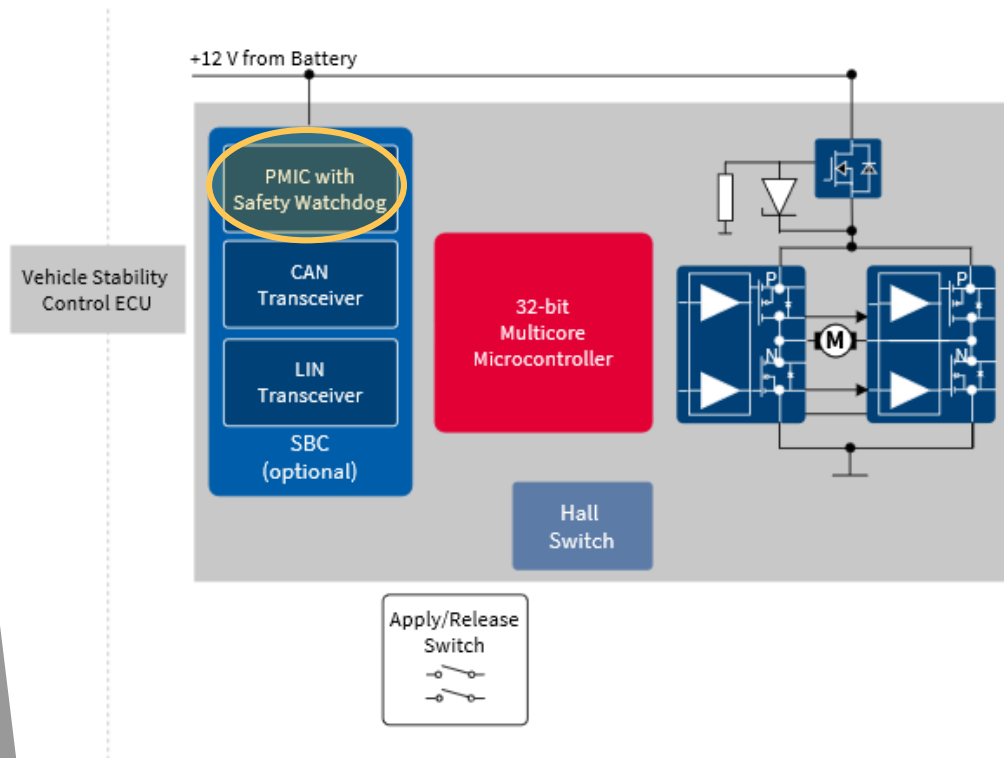 +12 V from Battery
PMIC with
Safety Watchdog
CAN
Transceiver
LIN
Transceiver
SBC
(optional)
Vehicle Stability
Control ECU
32-bit
Multicore
Microcontroller
Hall
Switch
P
N
M
P
N
Apply/Release
Switch